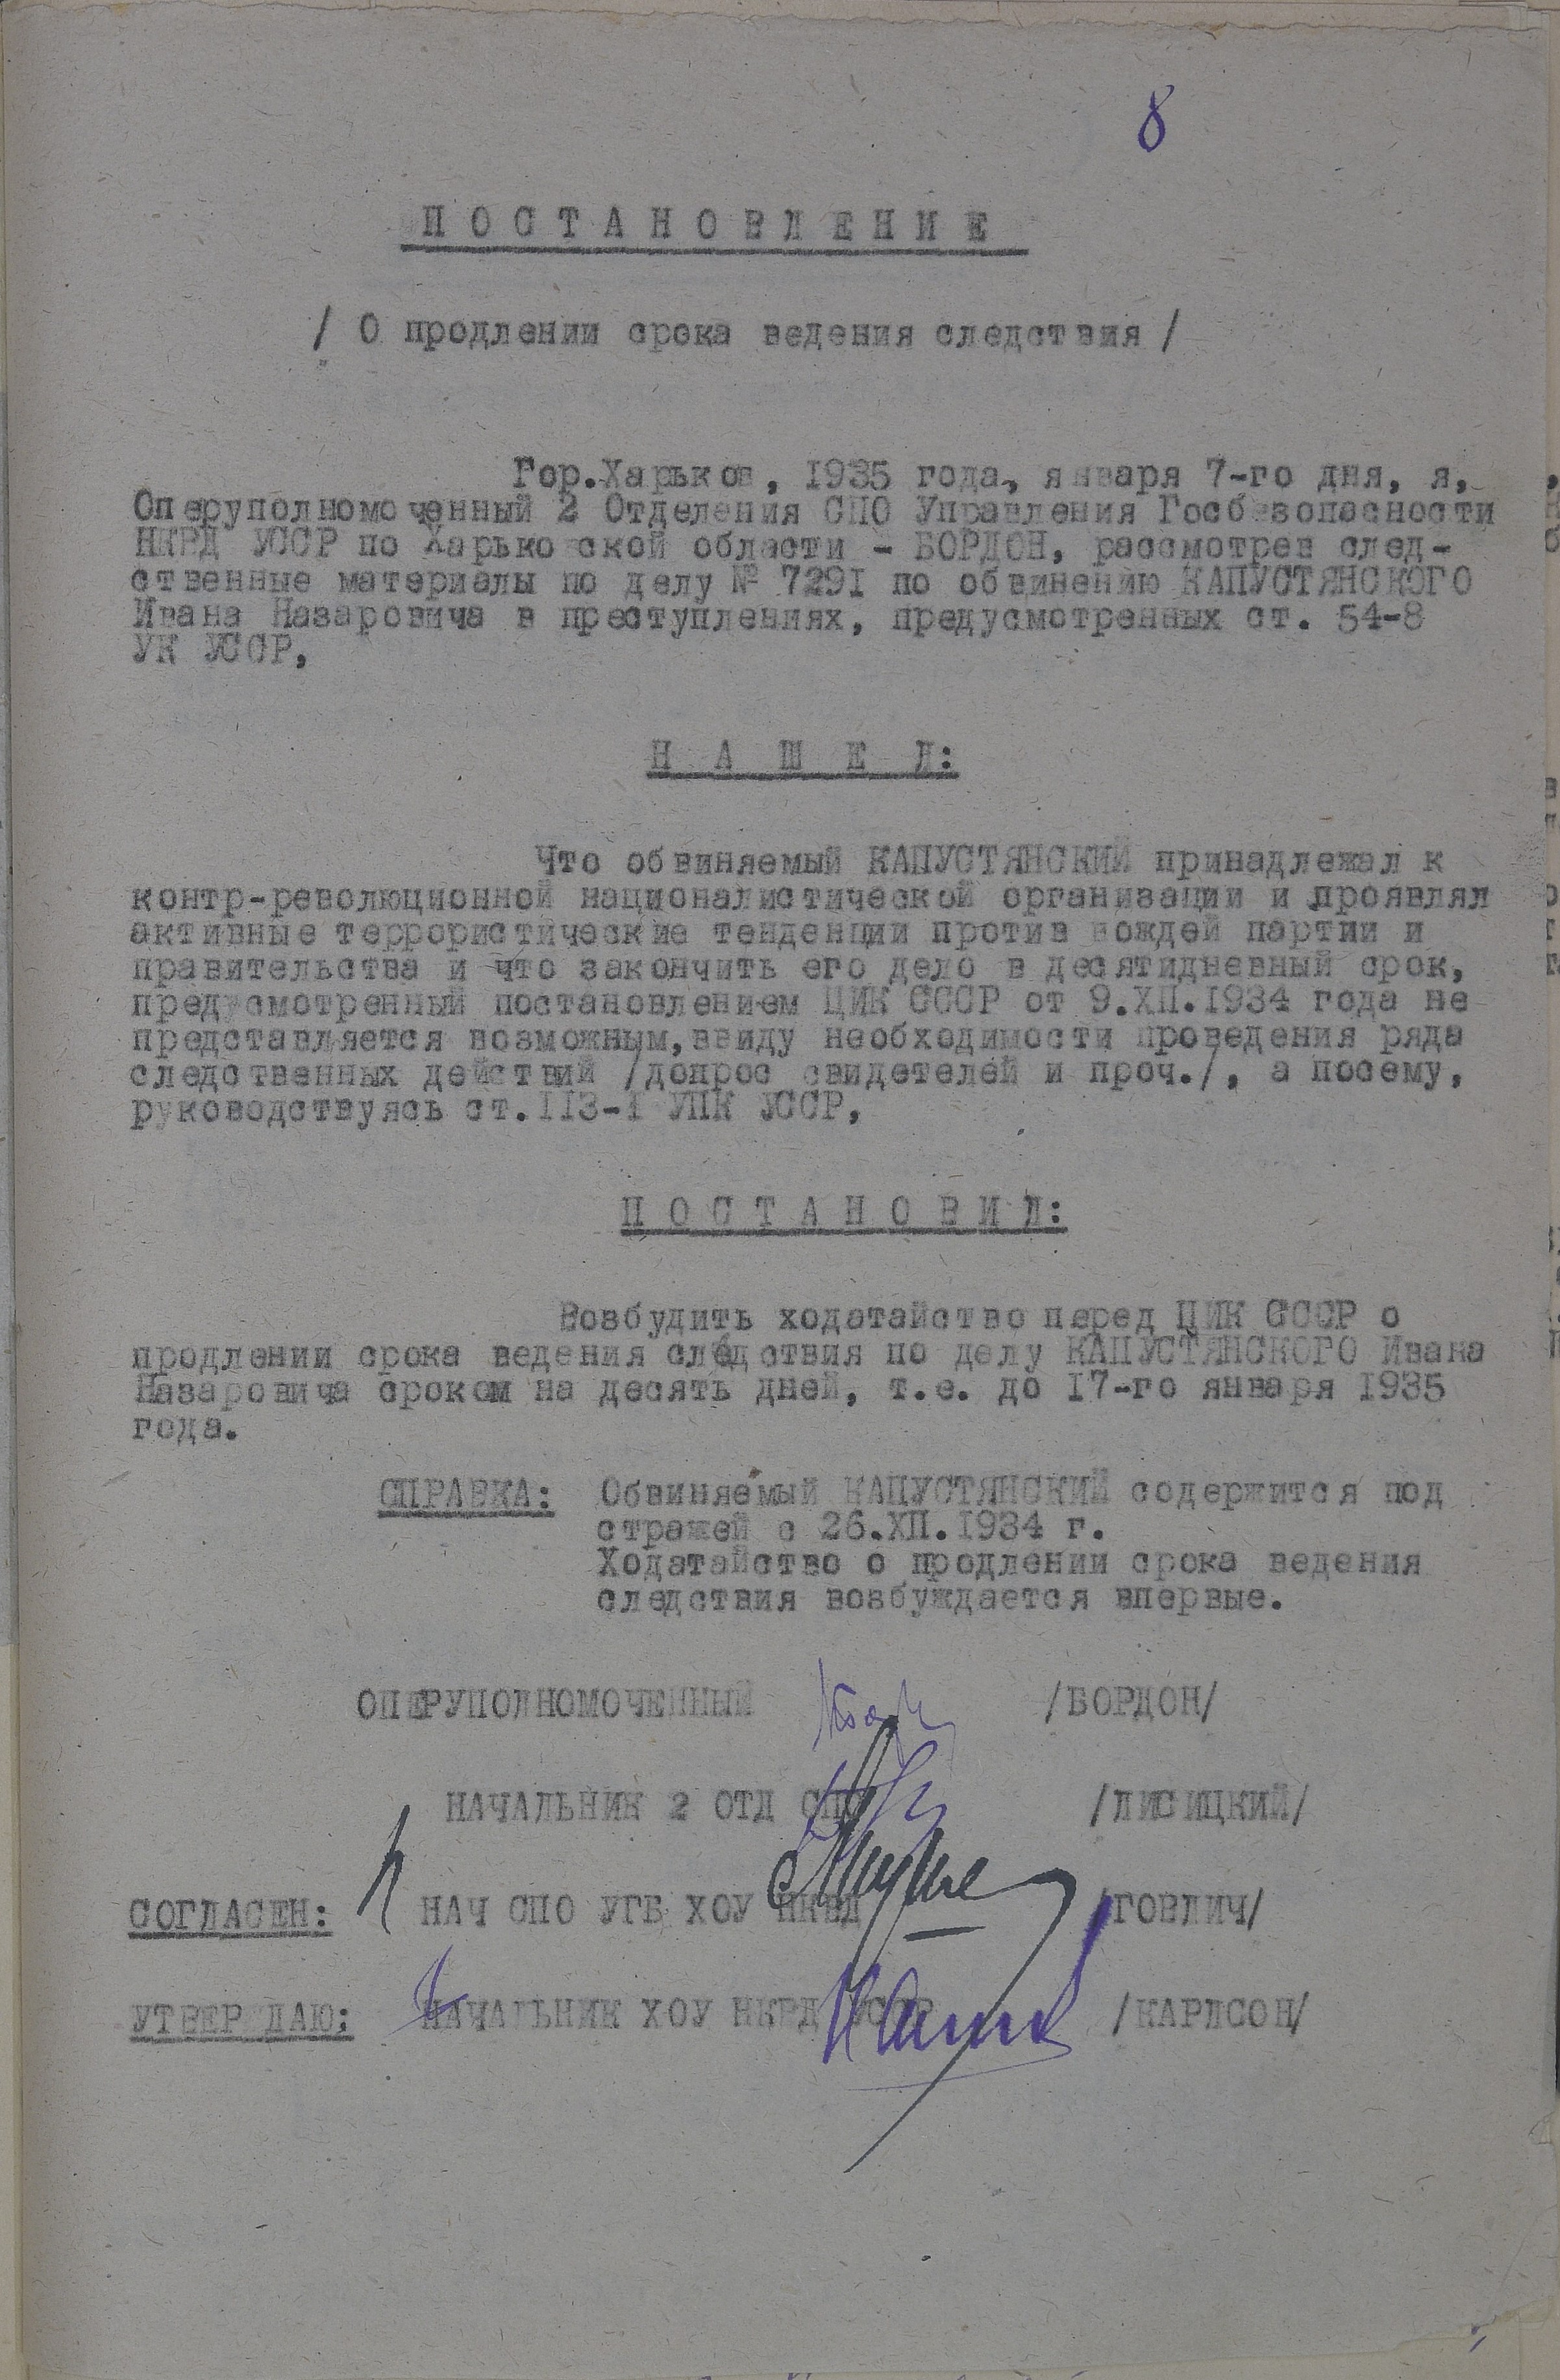 8
ПОСТАНОВЛЕНИЕ
/ О продлении срока ведения следствия /
Гор.Харьков, 1935 года, января 7-го дня, я,
Оперуполномоченный 2 Отделения СПО Управления Госбезопасности
НКВД УССР по Харьковской области - БОРДОН, рассмотрев след-
ственные материалы по делу № 7291 по обвинению КАПУСТЯНСКОГО
Ивана Назаровича в преступлениях, предусмотренных ст. 54-8
УК УССР,
НАШЕЛ:
Что обвиняемый КАПУСТЯНСКИЙ принадлежал к
контр-революционной националистической организации и проявлял
активные террористические тенденции против вождей партии и
правительства и что закончить его дело в десятидневный срок,
предусмотренный постановлением ЦИК СССР от 9.XII.1934 года не
представляется возможным, ввиду необходимости проведения ряда
следственных действий /допрос свидетелей и проч./, а посему,
руководствуясь ст.113-1 УПК УССР,
ПОСТАНОВИЛ:
Возбудить ходатайство перед ЦИК СССР о
продлении срока ведения следствия по делу КАПУСТЯНСКОГО Ивана
Назаровича сроком на десять дней, т.е. до 17-го января 1935
года.
СПРАВКА: Обвиняемый КАПУСТЯНСКИЙ содержится под
стражей с 26.XII.1934 г.
Ходатайство о продлении срока ведения
следствия возбуждается впервые.
ОПЕРУПОЛНОМОЧЕННЫЙ /БОРДОН/
НАЧАЛЬНИК 2 ОТД СПО /ЛИСИЦКИЙ/
СОГЛАСЕН: НАЧ СПО УГБ ХОУ НКВД /ГОВЛИЧ/
УТВЕР ДАЮ: НАЧАЛЬНИК ХОУ НКВД УССР /КАРЛСОН/